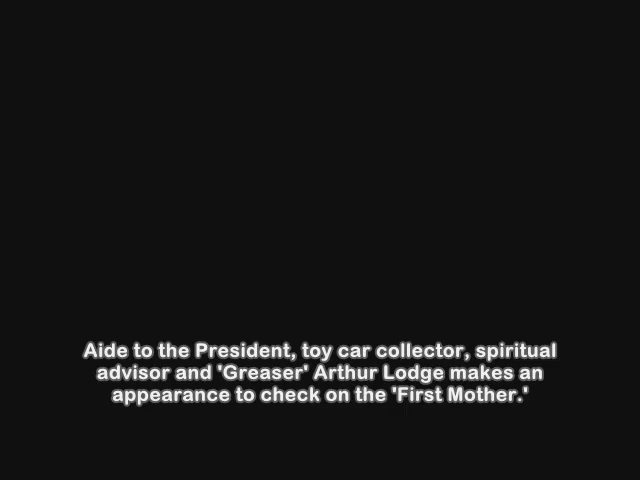 Aide to the President, toy car collector, spiritual
advisor and 'Greaser' Arthur Lodge makes an
appearance to check on the 'First Mother.'